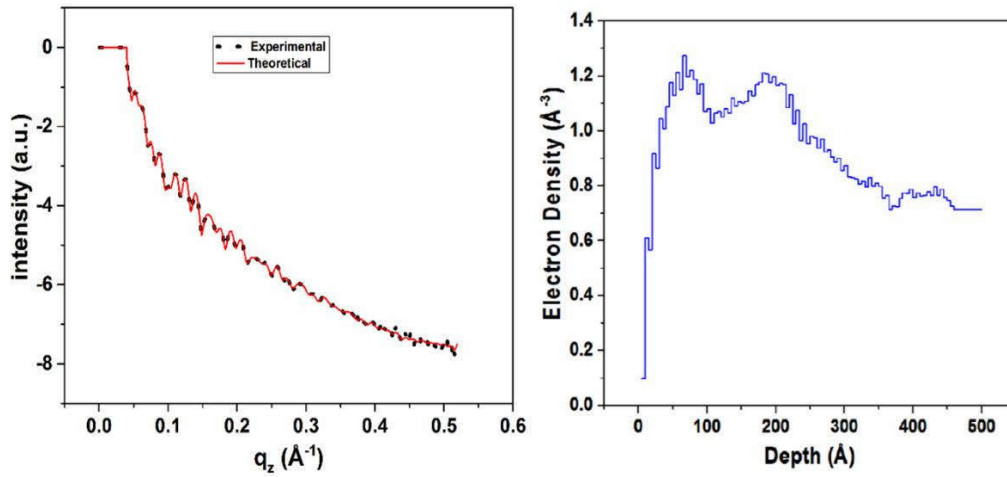 0
-2
-4
-6
-8
intensity (a.u.)
Experimental
Theoretical
0.0 0.1 0.2 0.3 0.4 0.5 0.6
qz (Å-1)
1.4
1.2
1.0
0.8
0.6
0.4
0.2
0.0
Electron Density (Å-3)
0 100 200 300 400 500
Depth (Å)